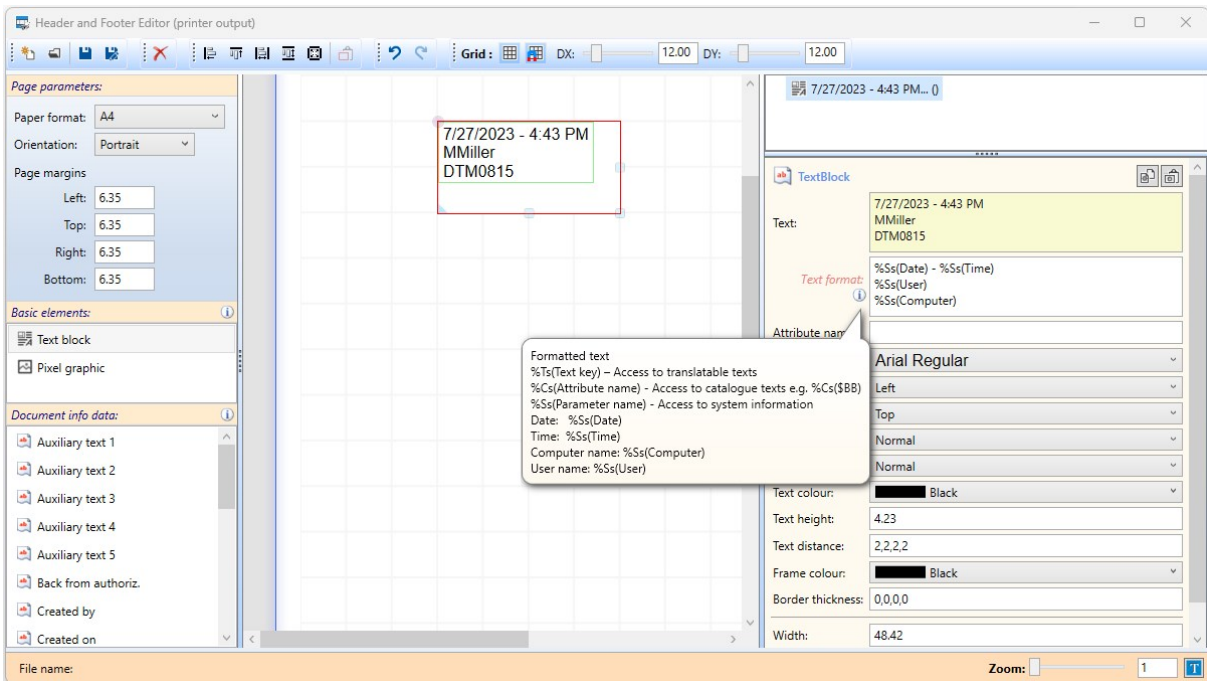 Header and Footer Editor (printer output)
Grid :
DX:
12.00
DY:
12.00
Page parameters:
Paper format:
A4
Orientation:
Portrait
Page margins
Left:
6.35
Top:
6.35
Right:
6.35
Bottom:
6.35
Basic elements:
Text block
Pixel graphic
Document info data:
Auxiliary text 1
Auxiliary text 2
Auxiliary text 3
Auxiliary text 4
Auxiliary text 5
Back from authoriz.
Created by
Created on
7/27/2023 - 4:43 PM
MMiller
DTM0815
7/27/2023 - 4:43 PM... ()
TextBlock
Text:
7/27/2023 - 4:43 PM
MMiller
DTM0815
Text format:
%Ss(Date) - %Ss(Time)
%Ss(User)
%Ss(Computer)
Attribute
Formatted text
%Ts(Text key) – Access to translatable texts
%Cs(Attribute name) - Access to catalogue texts e.g. %Cs($BB)
%Ss(Parameter name) - Access to system information
Date: %Ss(Date)
Time: %Ss(Time)
Computer name: %Ss(Computer)
User name: %Ss(User)
Arial Regular
Left
Top
Normal
Normal
Text colour:
Black
Text height:
4.23
Text distance:
2,2,2,2
Frame colour:
Black
Border thickness:
0,0,0,0
Width:
48.42
File name:
Zoom:
1
T